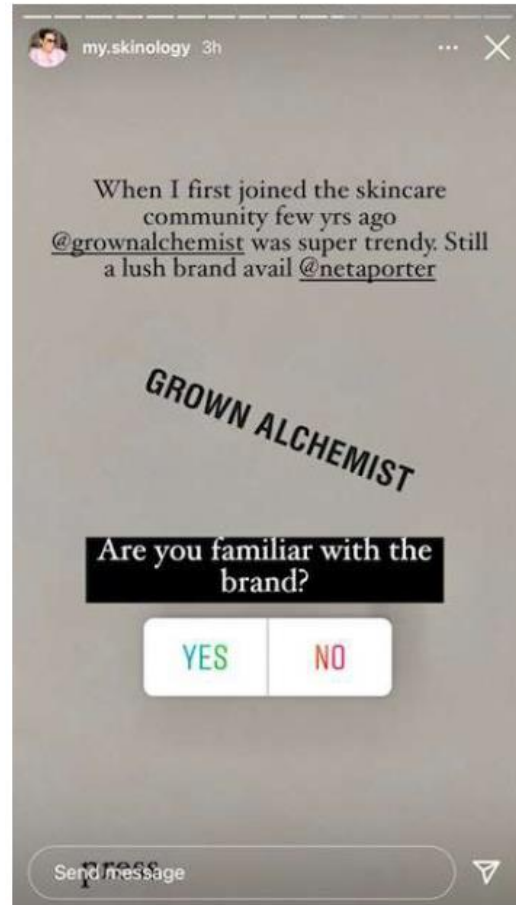 my.skinology 3h
When I first joined the skincare
community few yrs ago
@grownalchemist was super trendy. Still
a lush brand avail @netaporter
GROWN ALCHEMIST
Are you familiar with the
brand?
YES NO
Send message
press